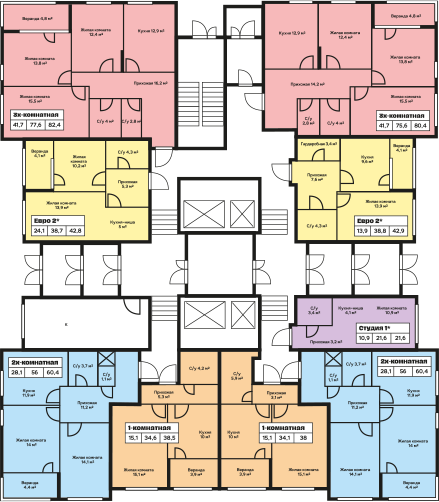 Веранда 4,8 м²
Жилая комната
12,4 м²
Кухня 12,9 м²
Жилая комната
13,8 м²
Прихожая 16,2 м²
Жилая комната
15,5 м²
С/у 4 м²
С/у 2,8 м²
3х-комнатная
41,7 77,6 82,4
Кухня 12,9 м²
Жилая комната
12,4 м²
Веранда 4,8 м²
Жилая комната
13,8 м²
Прихожая 14,2 м²
Жилая комната
15,5 м²
С/у
2,8 м²
С/у 4 м²
3х-комнатная
41,7 75,6 80,4
Веранда
4,1 м²
Жилая
комната
10,2 м²
С/у 4,3 м²
Прихожая
5,3 м²
Жилая комната
13,9 м²
Кухня-ниша
5 м²
Евро 2*
24,1 38,7 42,8
Гардеробная 3,4 м²
Кухня
9,6 м²
Веранда
4,1 м²
Прихожая
7,6 м²
Жилая комната
13,9 м²
С/у 4,3 м²
Евро 2*
13,9 38,8 42,9
К
С/у
3,4 м²
Кухня-ниша
4,1 м²
Жилая комната
10,9 м²
Прихожая 3,2 м²
Студия 1*
10,9 21,6 21,6
2х-комнатная
28,1 56 60,4
С/у 3,7 м²
С/у
1,1 м²
Кухня
11,9 м²
Прихожая
11,2 м²
Жилая комната
14 м²
Жилая комната
14,1 м²
Веранда
4,4 м²
С/у 4,2 м²
Прихожая
5,3 м²
1-комнатная
15,1 34,6 38,5
Кухня
10 м²
Жилая комната
15,1 м²
Веранда
3,9 м²
С/у
5,9 м²
Прихожая
3,1 м²
1-комнатная
15,1 34,1 38
Кухня
10 м²
Веранда
3,9 м²
Жилая комната
15,1 м²
С/у 3,7 м²
С/у
1,1 м²
2х-комнатная
28,1 56 60,4
Кухня
11,9 м²
Прихожая
11,2 м²
Жилая комната
14 м²
Жилая комната
14,1 м²
Веранда
4,4 м²